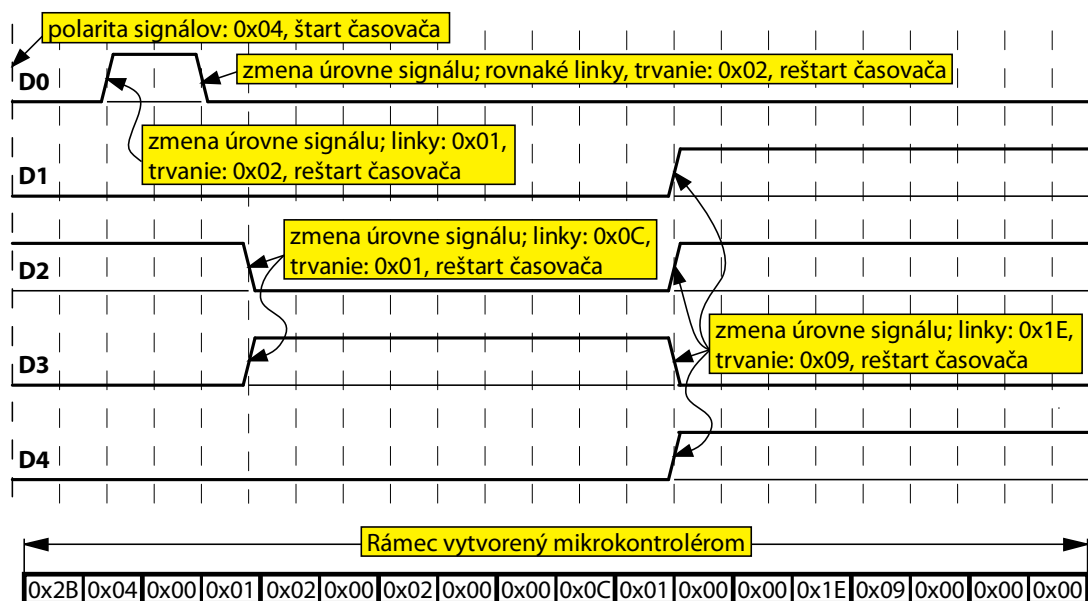 polarita signálov: 0x04, štart časovača
D0
zmena úrovne signálu; rovnaké linky, trvanie: 0x02, reštart časovača
zmena úrovne signálu; linky: 0x01,
trvanie: 0x02, reštart časovača
D1
zmena úrovne signálu; linky: 0x0C,
trvanie: 0x01, reštart časovača
D2
zmena úrovne signálu; linky: 0x1E,
trvanie: 0x09, reštart časovača
D3
D4
Rámec vytvorený mikrokontrolérom
0x2B 0x04 0x00 0x01 0x02 0x00 0x02 0x00 0x00 0x0C 0x01 0x00 0x00 0x1E 0x09 0x00 0x00 0x00